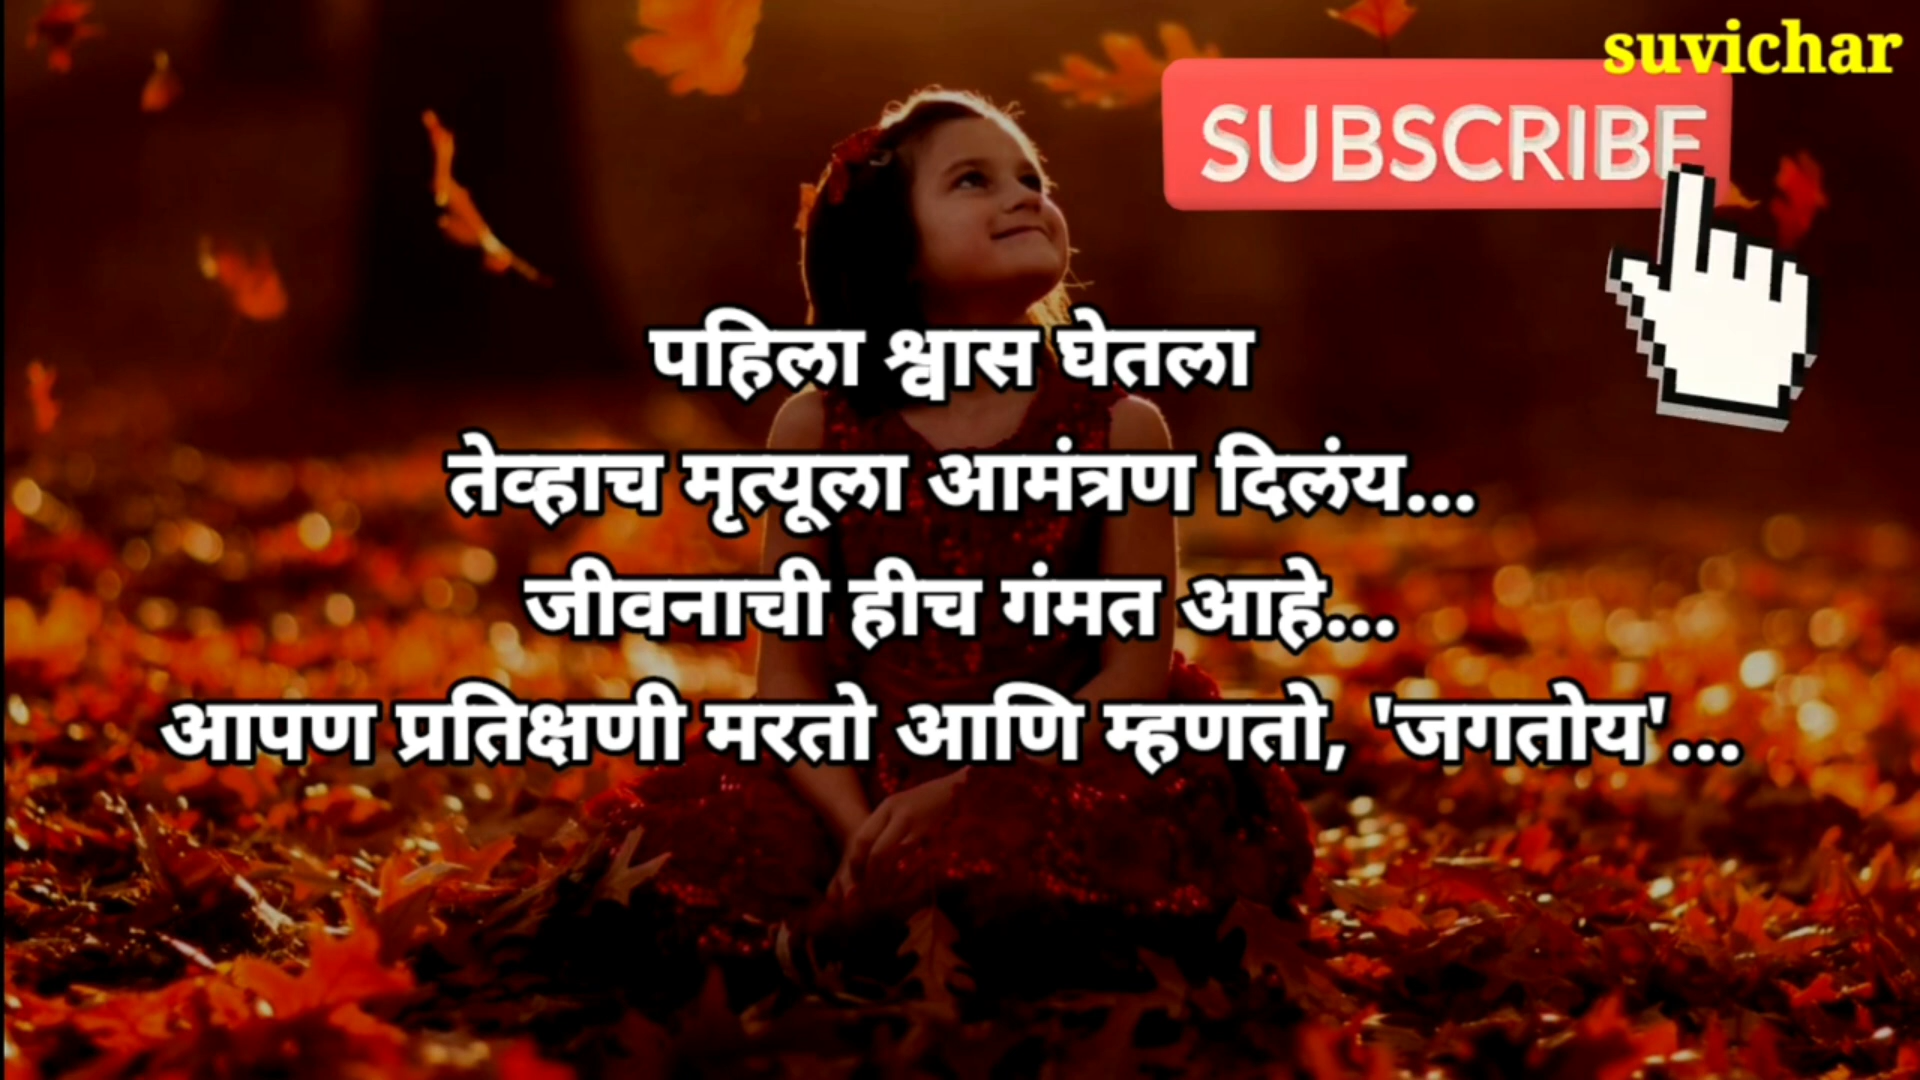 suvichar
SUBSCRIBE
पहिला श्वास घेतला
तेव्हाच मृत्यूला आमंत्रण दिलंय...
जीवनाची हीच गंमत आहे...
आपण प्रतिक्षणी मरतो आणि म्हणतो, 'जगतोय'...